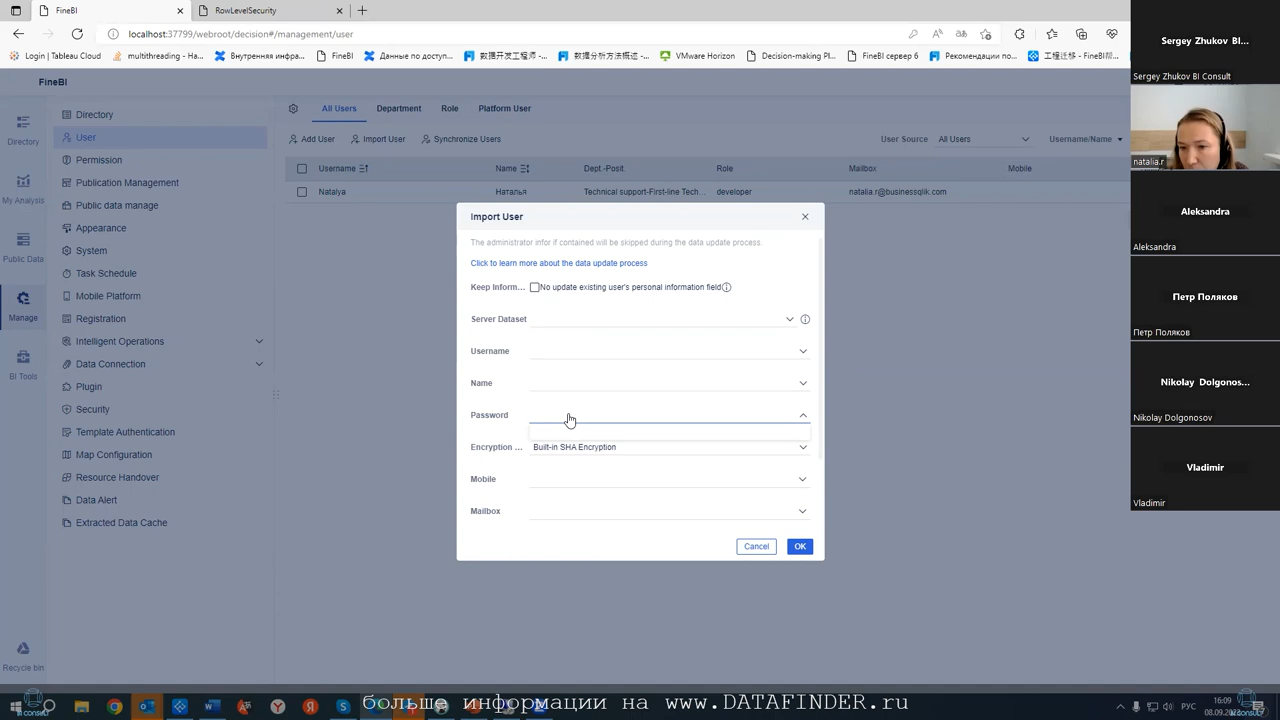 FineBI
RowLevelSecurity
localhost:37799/webroot/decision#/management/user
Login | Tableau Cloud
multithreading - Ha...
Внутренняя инфор...
FineBI
Данные по доступ...
数据开发工程师 -...
数据分析方法概述 -...
VMware Horizon
Decision-making Pl...
FineBI сервер 6
Рекомендации по...
工程迁移 - FineBI帮...
FineBI
Directory
My Analysis
Public Data
Manage
BI Tools
Recycle bin
Directory
User
Permission
Publication Management
Public data manage
Appearance
System
Task Schedule
Mobile Platform
Registration
Intelligent Operations
Data Connection
Plugin
Security
Template Authentication
Map Configuration
Resource Handover
Data Alert
Extracted Data Cache
All Users Department Role Platform User
Add User Import User Synchronize Users User Source All Users Username/Name
Username Name Dept.-Posit. Role Mailbox Mobile
Natalya Наталья Technical support-First-line Tech... developer natalia.r@businessqlik.com
Import User
The administrator infor if contained will be skipped during the data update process.
Click to learn more about the data update process
Keep Inform... No update existing user's personal information field
Server Dataset
Username
Name
Password
Encryption ... Built-in SHA Encryption
Mobile
Mailbox
Cancel OK
Sergey Zhukov BI...
Sergey Zhukov BI Consult
natalia.r
Aleksandra
Aleksandra
Петр Поляков
Петр Поляков
Nikolay Dolgonos...
Nikolay Dolgonosov
Vladimir
Vladimir
больше информации на www.DATAFINDER.ru
РУС
16:09